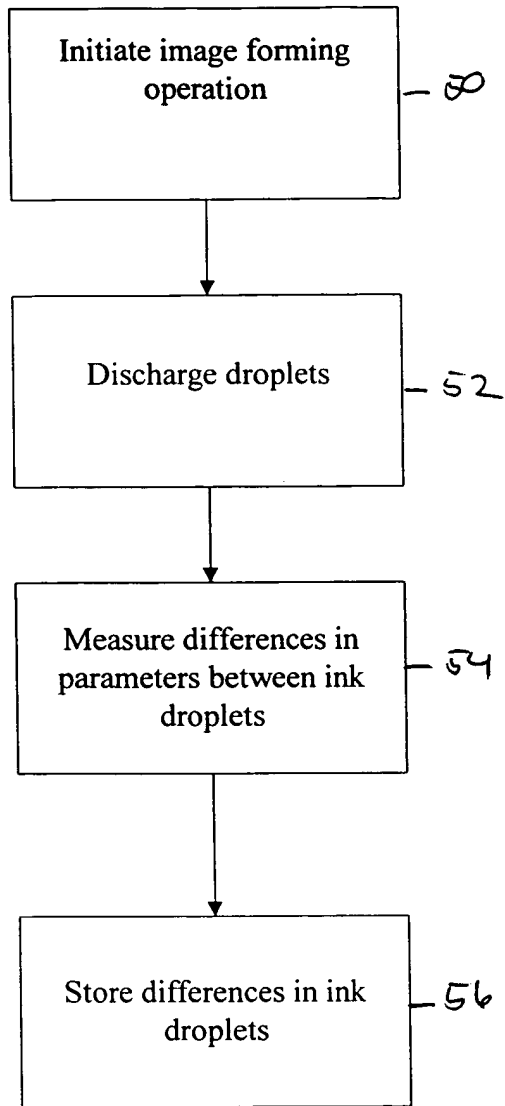 Initiate image forming
operation
50
Discharge droplets
52
Measure differences in
parameters between ink
droplets
54
Store differences in ink
droplets
56